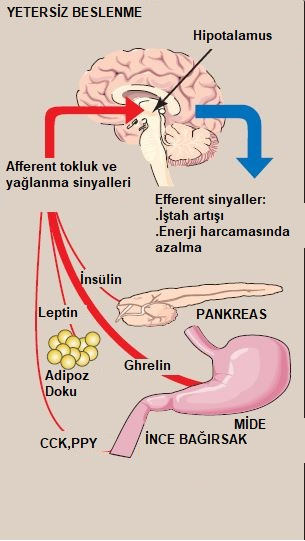 YETERSİZ BESLENME
Hipotalamus
Afferent tokluk ve
yağlanma sinyalleri
Efferent sinyaller:
.İştah artışı
.Enerji harcamasında
azalma
İnsülin
Leptin
PANKREAS
Ghrelin
Adipoz
Doku
MİDE
CCK,PPY
İNCE BAĞIRSAK